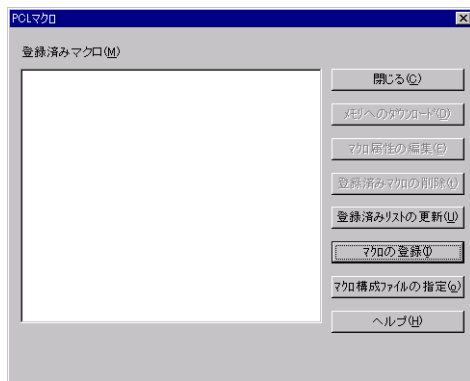 PCLマクロ
登録済みマクロ(M)
閉じる(C)
メモリへのダウンロード(D)
マクロ属性の編集(E)
登録済みマクロの削除(t)
登録済みリストの更新(U)
マクロの登録(I)
マクロ構成ファイルの指定(o)
ヘルプ(H)